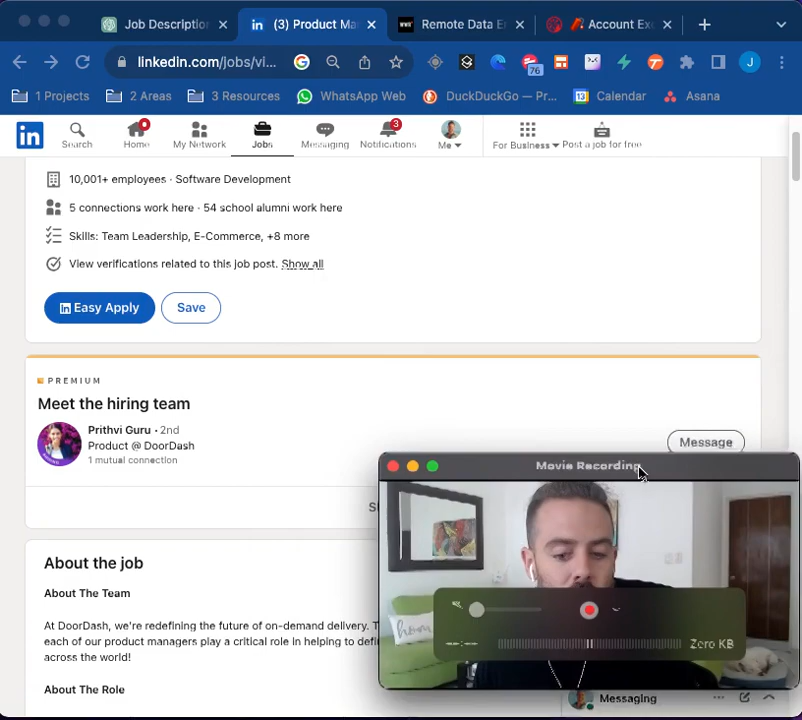 Job Description
(3) Product Ma
Remote Data E
Account Exe
linkedin.com/jobs/vi...
76
J
1 Projects
2 Areas
3 Resources
WhatsApp Web
DuckDuckGo — Pr...
Calendar
Asana
in
Search
Home
My Network
Jobs
Messaging
3
Notifications
Me
For Business
Post a job for free
10,001+ employees · Software Development
5 connections work here · 54 school alumni work here
Skills: Team Leadership, E-Commerce, +8 more
View verifications related to this job post. Show all
in Easy Apply
Save
PREMIUM
Meet the hiring team
Prithvi Guru · 2nd
Product @ DoorDash
1 mutual connection
Message
Movie Recording
About the job
About The Team
At DoorDash, we're redefining the future of on-demand delivery. T
each of our product managers play a critical role in helping to defi
across the world!
About The Role
home
--:--
Zero KB
Messaging